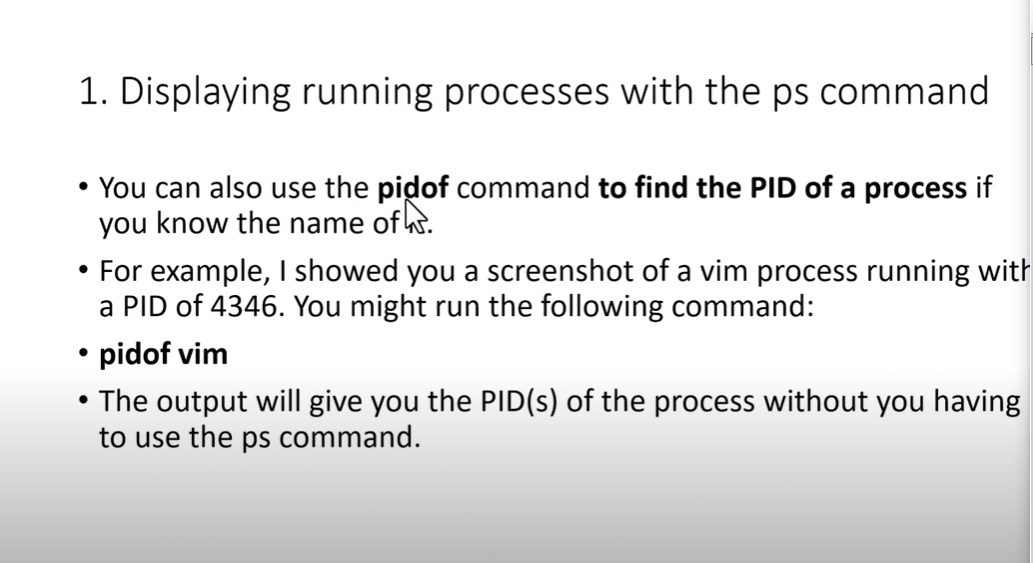 1. Displaying running processes with the ps command
• You can also use the pidof command to find the PID of a process if
you know the name of
• For example, I showed you a screenshot of a vim process running with
a PID of 4346. You might run the following command:
• pidof vim
• The output will give you the PID(s) of the process without you having
to use the ps command.